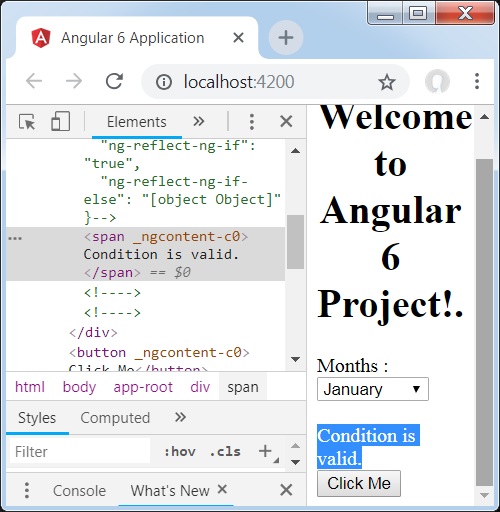 Angular 6 Application
localhost:4200
Elements
"ng-reflect-ng-if":
"true",
"ng-reflect-ng-if-
else": "[object Object]"
}-->
<span _ngcontent-c0>
Condition is valid.
</span> == $0
<!---->
<!---->
</div>
<button _ngcontent-c0>
Click Me</button>
html body app-root div span
Styles Computed
Filter :hov .cls
Console What's New
Welcome
to
Angular
6
Project!.
Months :
January
Condition is
valid.
Click Me